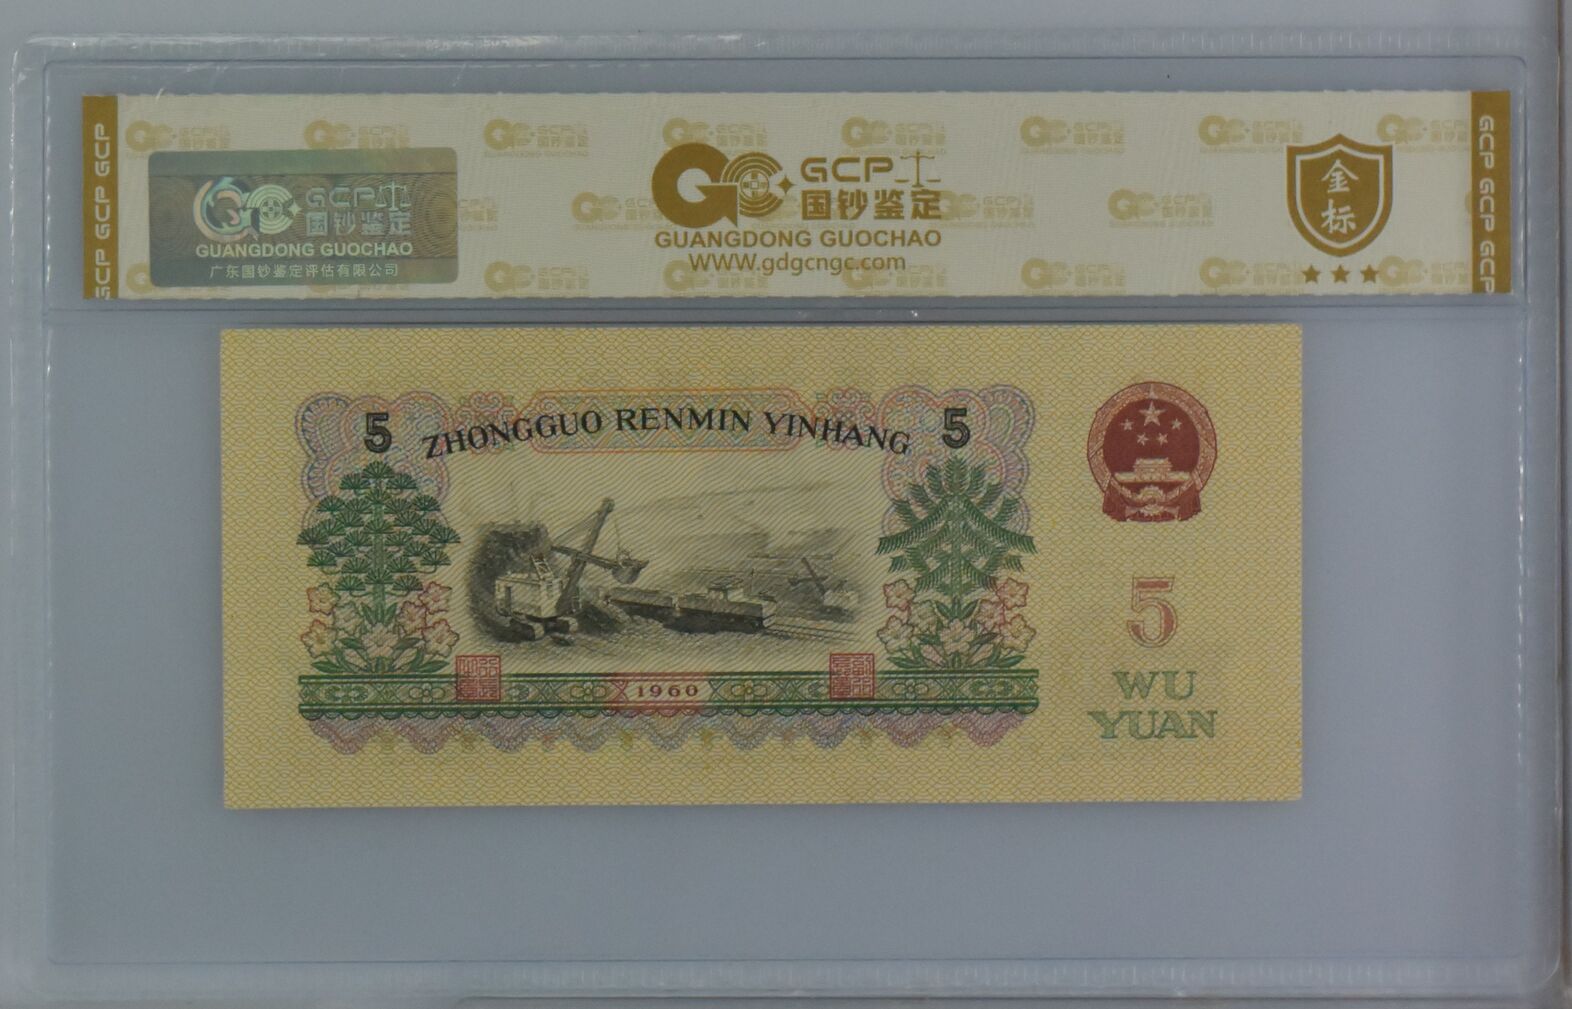 GCP GCP GCP
GCP
国钞鉴定
GUANGDONG GUOCHAO
广东国钞鉴定评估有限公司
GCP
国钞鉴定
GUANGDONG GUOCHAO
WWW.gdgcngc.com
金
标
GCP GCP GCP
5
ZHONGGUO RENMIN YINHANG
5
1960
5
WU
YUAN